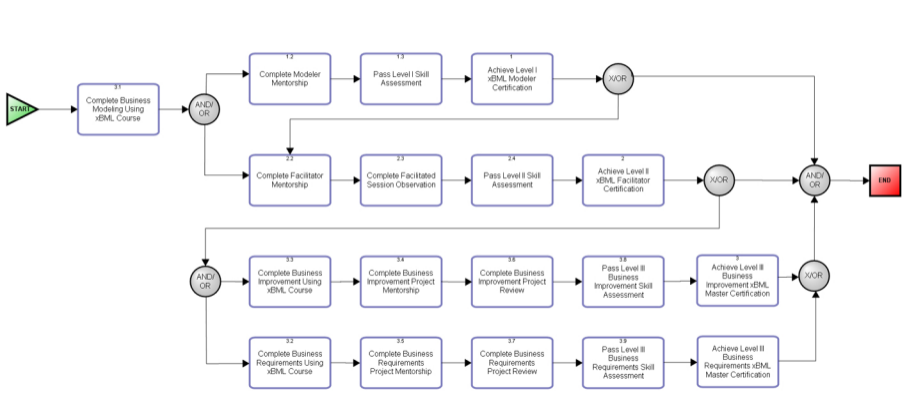 START
3.1
Complete Business
Modeling Using
xBML Course
AND/
OR
1.2
Complete Modeler
Mentorship
1.3
Pass Level I Skill
Assessment
1
Achieve Level I
xBML Modeler
Certification
X/OR
2.2
Complete Facilitator
Mentorship
2.3
Complete Facilitated
Session Observation
2.4
Pass Level II Skill
Assessment
2
Achieve Level II
xBML Facilitator
Certification
X/OR
AND/
OR
END
AND/
OR
3.3
Complete Business
Improvement Using
xBML Course
3.4
Complete Business
Improvement Project
Mentorship
3.6
Complete Business
Improvement Project
Review
3.8
Pass Level III
Business
Improvement Skill
Assessment
3
Achieve Level III
Business
Improvement xBML
Master Certification
X/OR
3.2
Complete Business
Requirements Using
xBML Course
3.5
Complete Business
Requirements
Project Mentorship
3.7
Complete Business
Requirements
Project Review
3.9
Pass Level III
Business
Requirements Skill
Assessment
Achieve Level III
Business
Requirements xBML
Master Certification